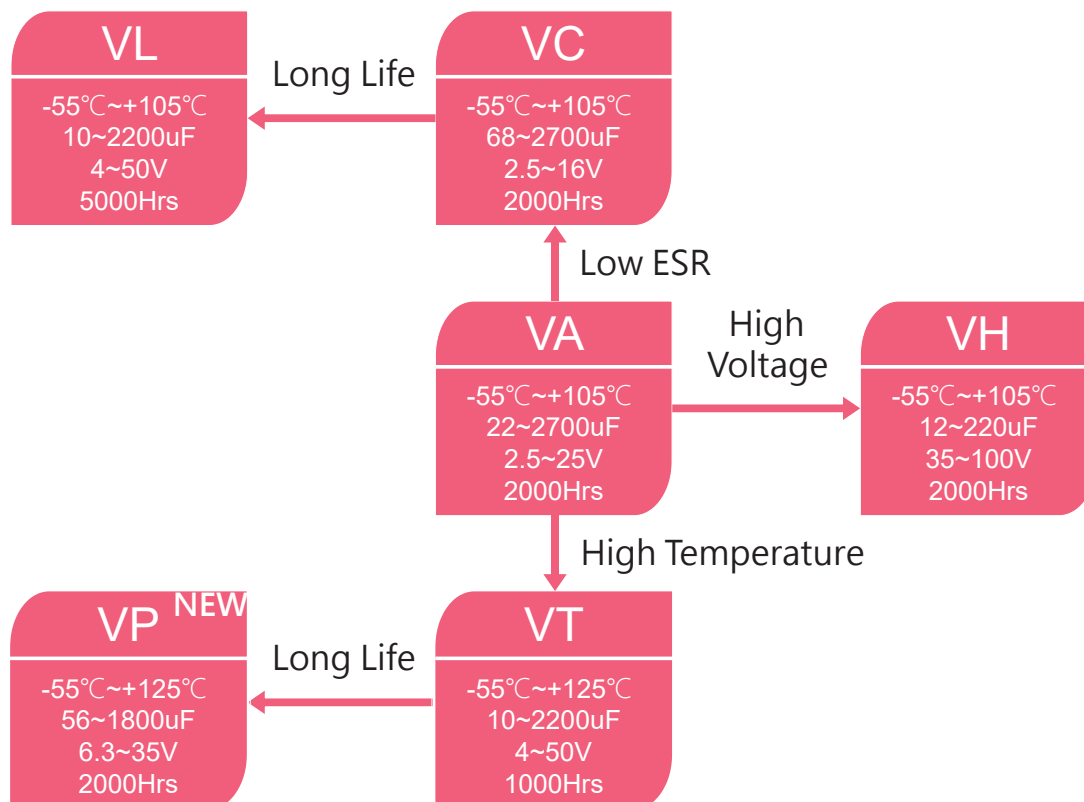 VL
-55℃~+105℃
10~2200uF
4~50V
5000Hrs
Long Life
VC
-55℃~+105℃
68~2700uF
2.5~16V
2000Hrs
Low ESR
VA
-55℃~+105℃
22~2700uF
2.5~25V
2000Hrs
High
Voltage
VH
-55℃~+105℃
12~220uF
35~100V
2000Hrs
High Temperature
VP NEW
-55℃~+125℃
56~1800uF
6.3~35V
2000Hrs
Long Life
VT
-55℃~+125℃
10~2200uF
4~50V
1000Hrs